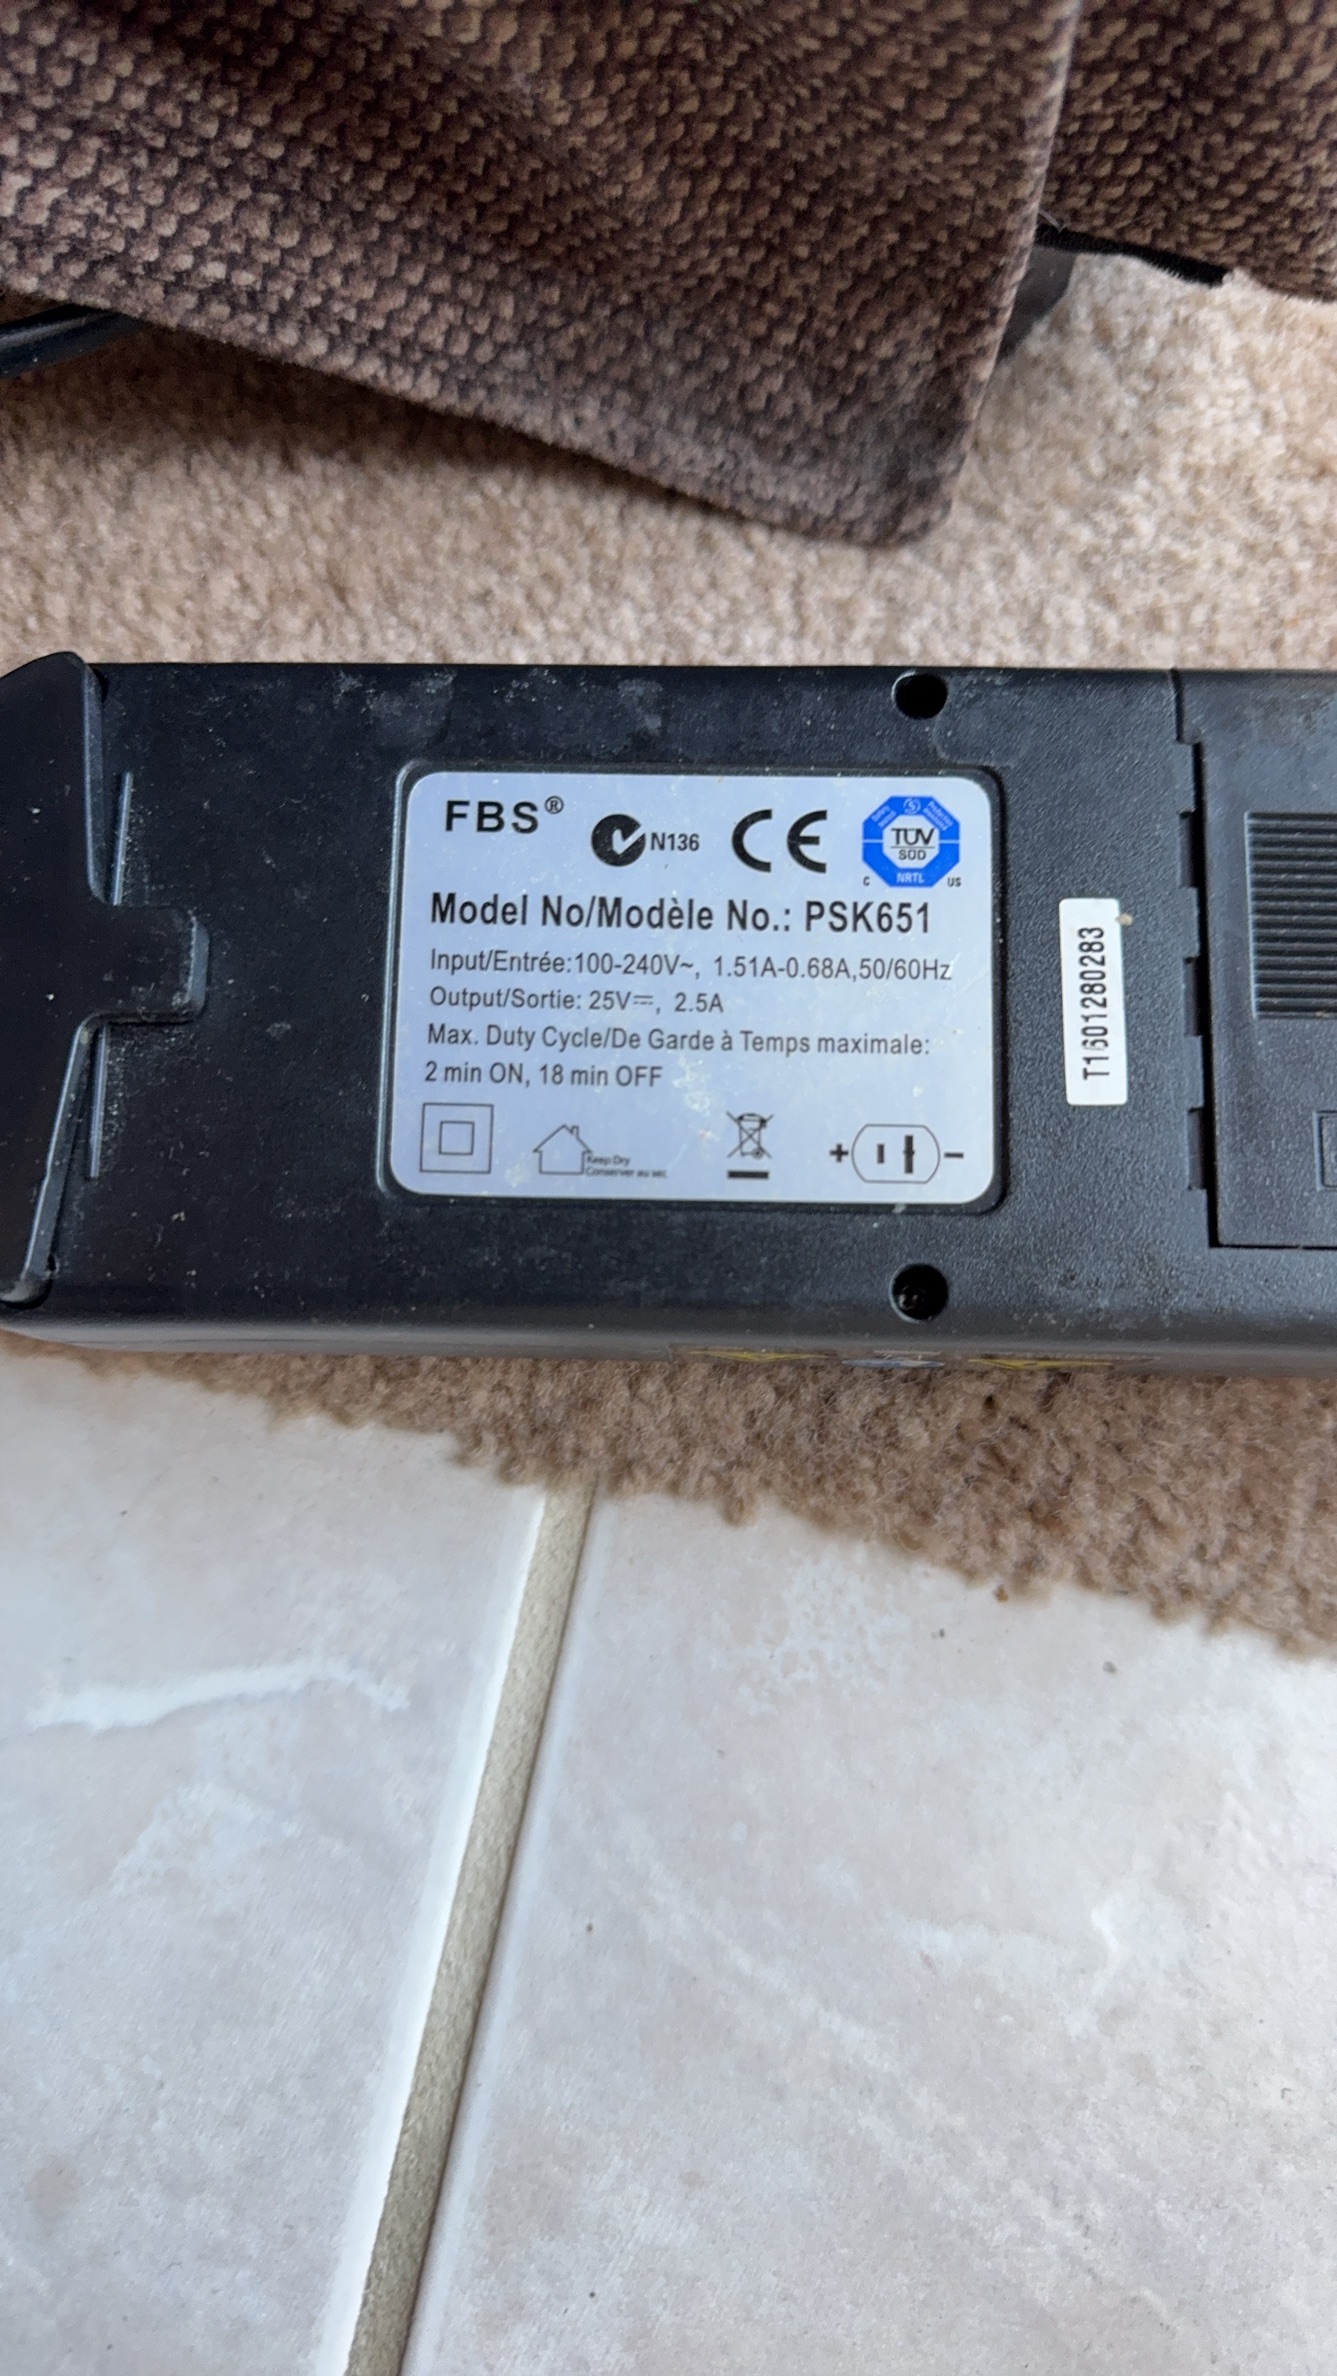 FBS®
N136
CE
TÜV
SÜD
NRTL
C US
Model No/Modèle No.: PSK651
Input/Entrée:100-240V~, 1.51A-0.68A,50/60Hz
Output/Sortie: 25V⎓, 2.5A
Max. Duty Cycle/De Garde à Temps maximale:
2 min ON, 18 min OFF
Keep Dry
Conserver au sec.
+ −
T1601280283